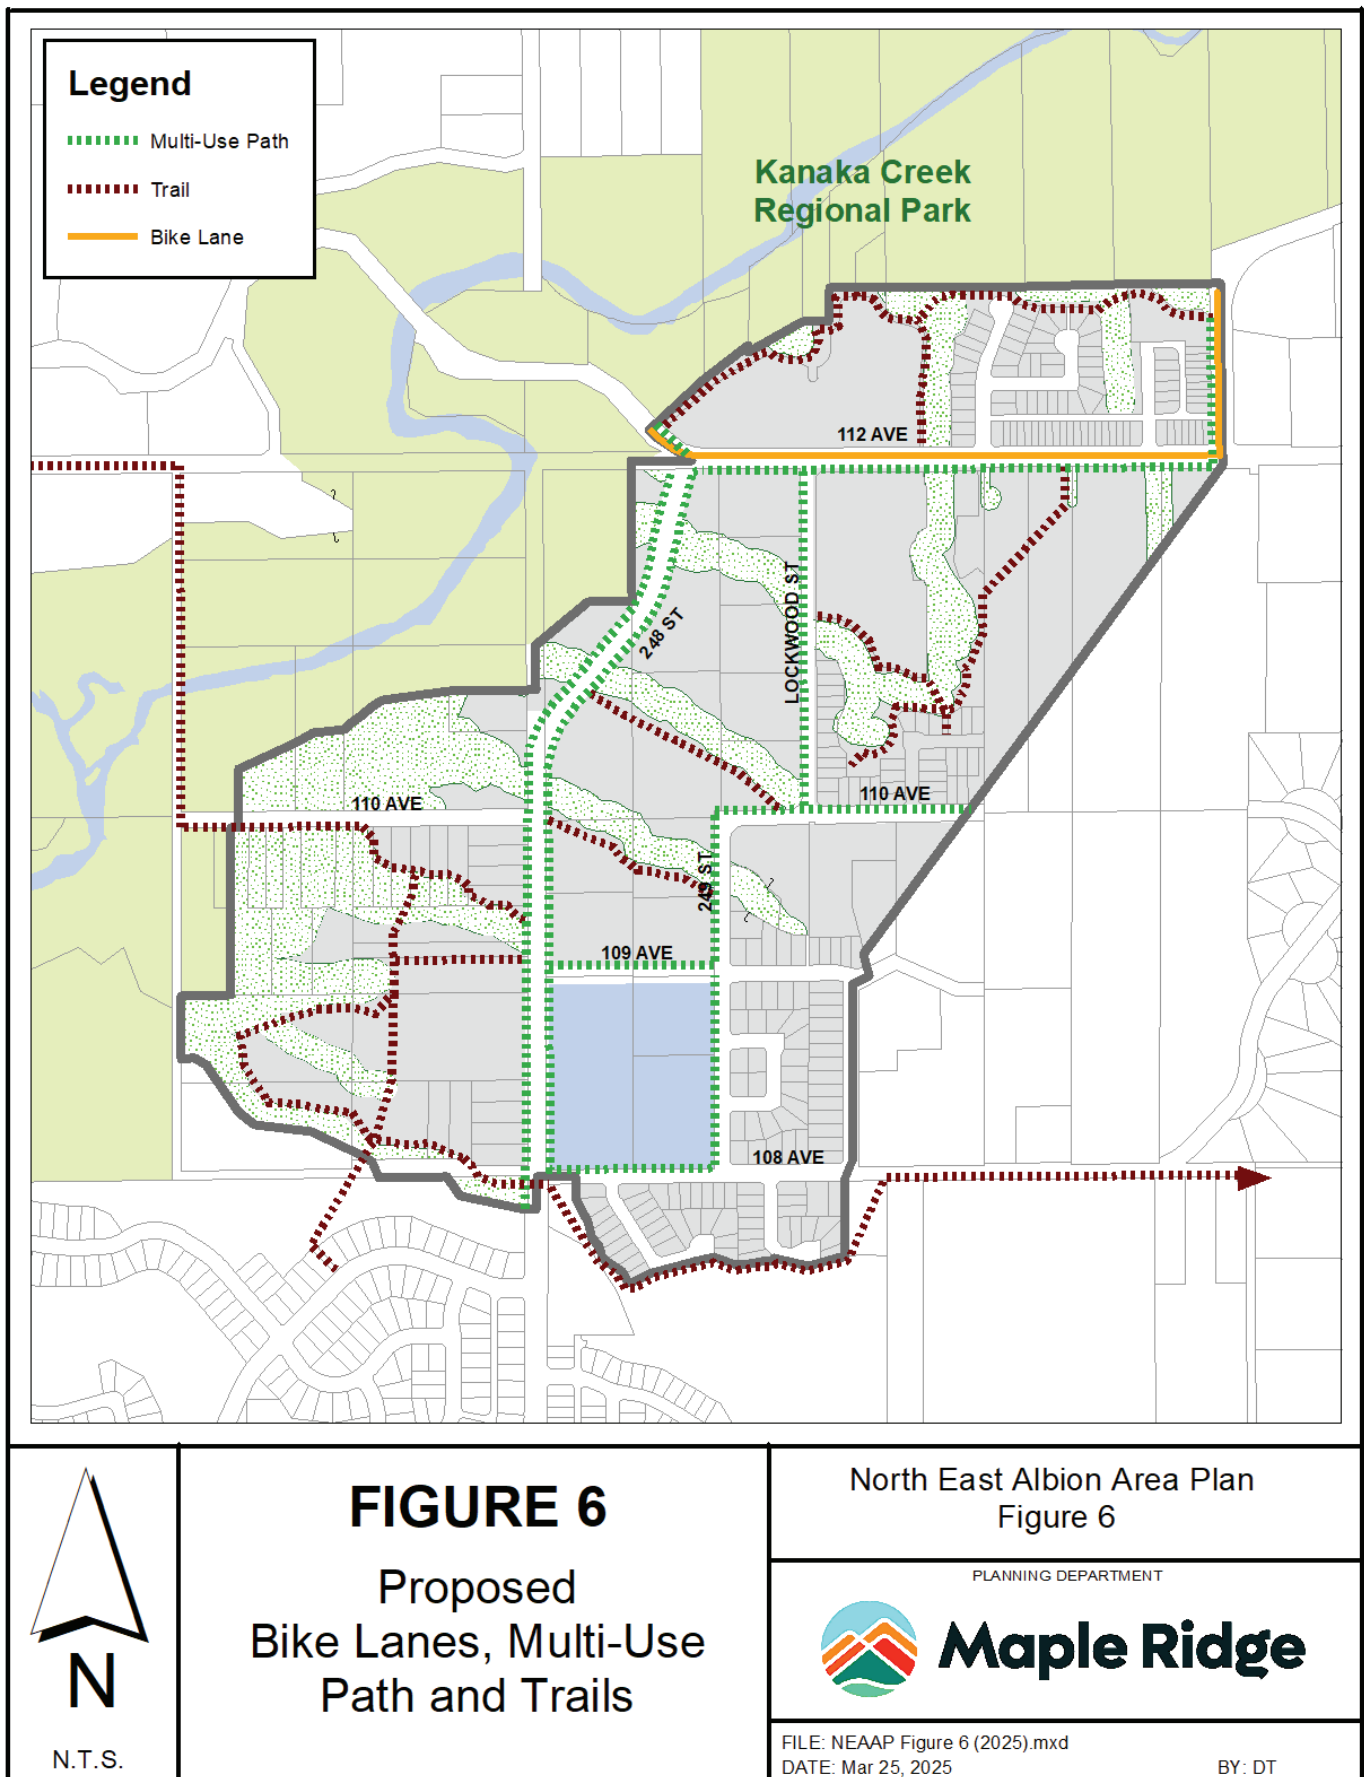 Legend
Multi-Use Path
Trail
Bike Lane
Kanaka Creek
Regional Park
112 AVE
248 ST
LOCKWOOD ST
110 AVE
110 AVE
249 ST
109 AVE
108 AVE
N
N.T.S.
FIGURE 6
Proposed
Bike Lanes, Multi-Use
Path and Trails
North East Albion Area Plan
Figure 6
PLANNING DEPARTMENT
Maple Ridge
FILE: NEAAP Figure 6 (2025).mxd
DATE: Mar 25, 2025
BY: DT